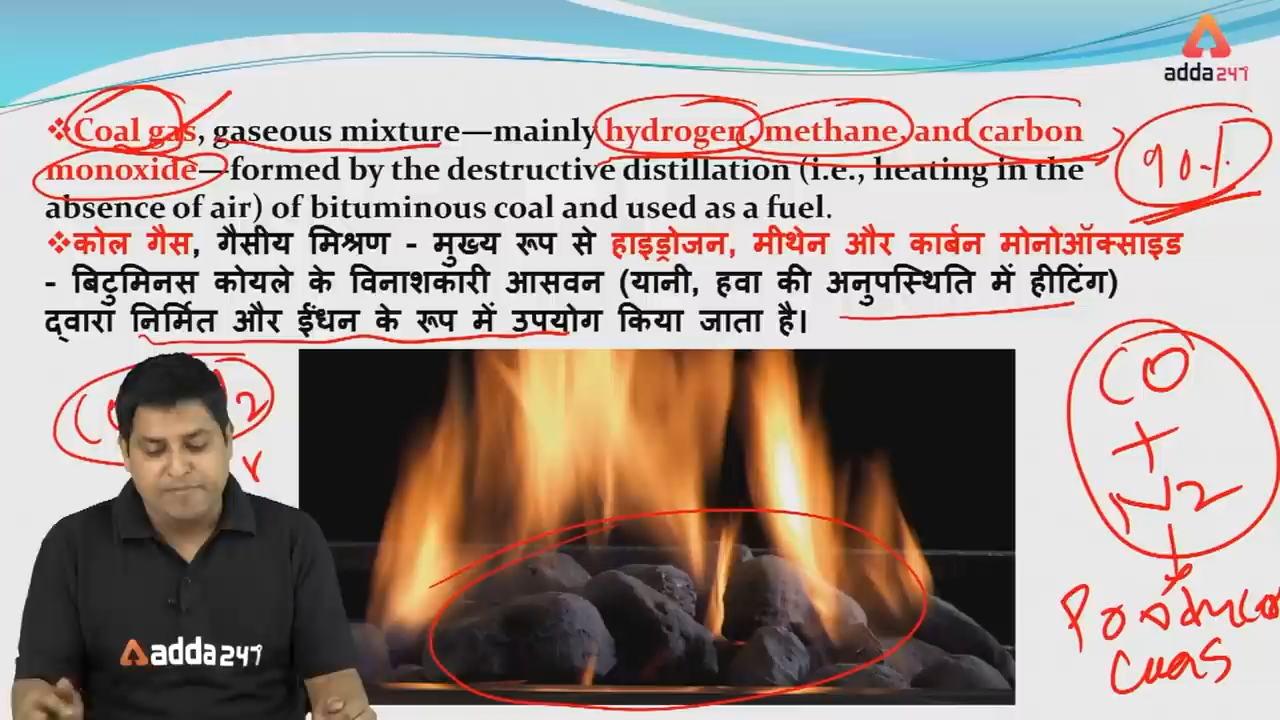 adda247
❖Coal gas, gaseous mixture—mainly hydrogen, methane, and carbon
monoxide—formed by the destructive distillation (i.e., heating in the
absence of air) of bituminous coal and used as a fuel.
90%
❖कोल गैस, गैसीय मिश्रण - मुख्य रूप से हाइड्रोजन, मीथेन और कार्बन मोनोऑक्साइड
- बिटुमिनस कोयले के विनाशकारी आसवन (यानी, हवा की अनुपस्थिति में हीटिंग)
द्वारा निर्मित और ईंधन के रूप में उपयोग किया जाता है।
CO
+
N2
Gas
adda247